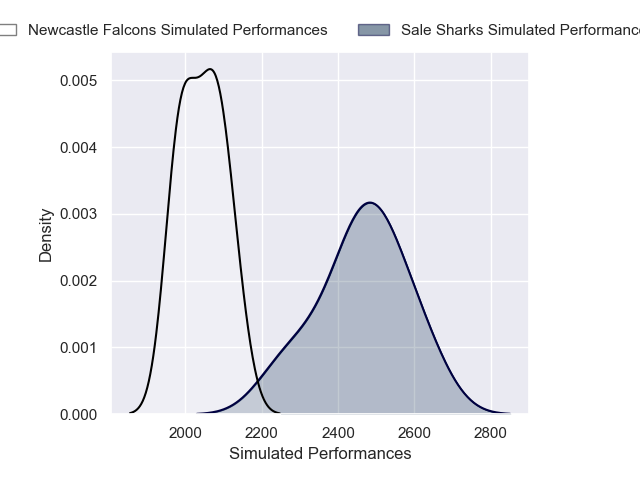 Newcastle Falcons Simulated Performances
Sale Sharks Simulated Performance
0.005
0.004
0.003
0.002
0.001
0.000
Density
2000
2200
2400
2600
2800
Simulated Performances